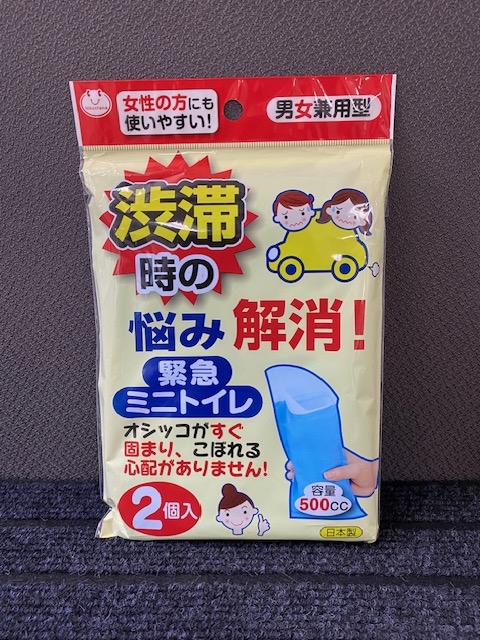 女性の方にも
使いやすい!
男女兼用型
渋滞
時の
悩み解消!
緊急
ミニトイレ
オシッコがすぐ
固まり、こぼれる
心配がありません!
2個入
容量
500cc
日本製